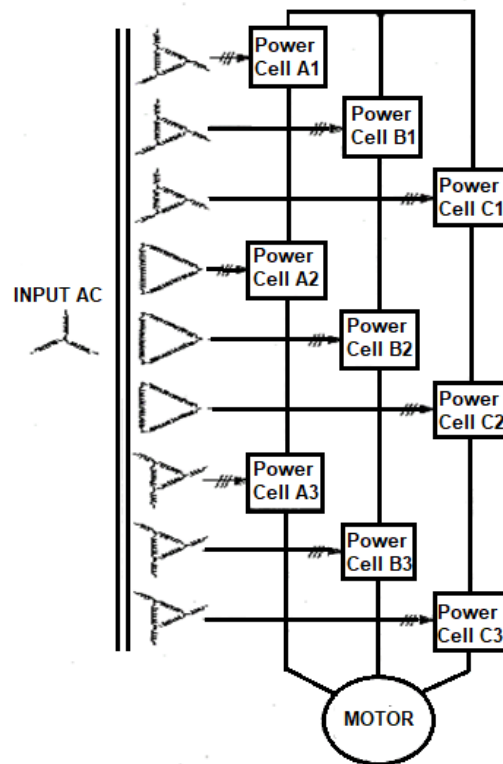 Power
Cell A1
Power
Cell B1
Power
Cell C1
Power
Cell A2
INPUT AC
Power
Cell B2
Power
Cell C2
Power
Cell A3
Power
Cell B3
Power
Cell C3
MOTOR